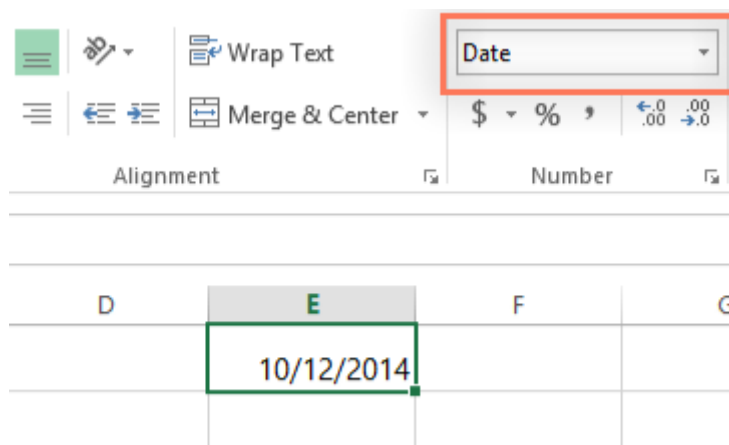 Wrap Text
Date
Merge & Center
$ % , .0 .00 .00 .0
Alignment
Number
D E F
10/12/2014